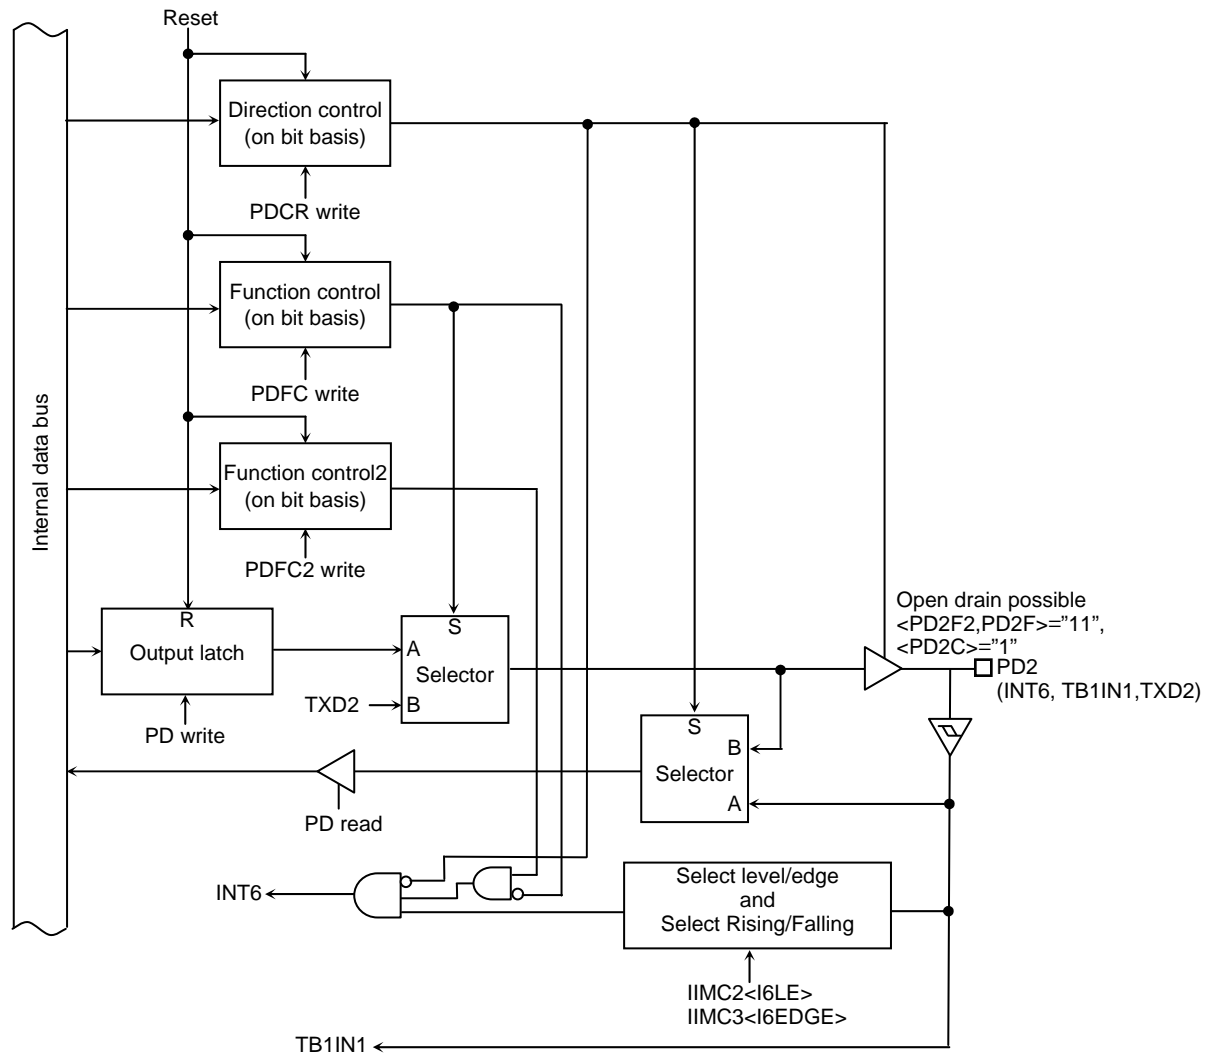 Reset
Direction control
(on bit basis)
PDCR write
Function control
(on bit basis)
PDFC write
Internal data bus
Function control2
(on bit basis)
PDFC2 write
R
Output latch
PD write
S
A
Selector
TXD2
B
Open drain possible
<PD2F2,PD2F>="11",
<PD2C>="1"
PD2
(INT6, TB1IN1,TXD2)
S
B
Selector
A
PD read
INT6
Select level/edge
and
Select Rising/Falling
IIMC2<I6LE>
IIMC3<I6EDGE>
TB1IN1